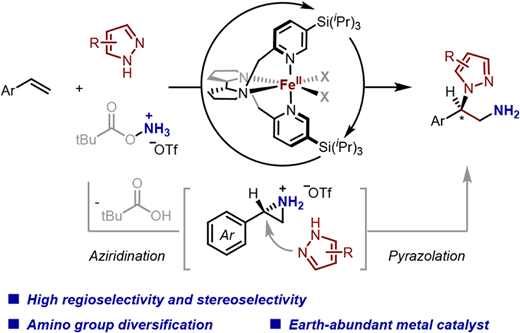 Si(iPr)3
R
N
N
H
N
N
N
N
FeII
X
X
Si(iPr)3
R
N
N
H
Ar
*
NH2
Ar
+
tBu
O
O
+
NH3
−OTf
-
tBu
O
OH
Aziridination
H
+
NH2
−OTf
Ar
H
N
N
R
Pyrazolation
High regioselectivity and stereoselectivity
Amino group diversification
Earth-abundant metal catalyst